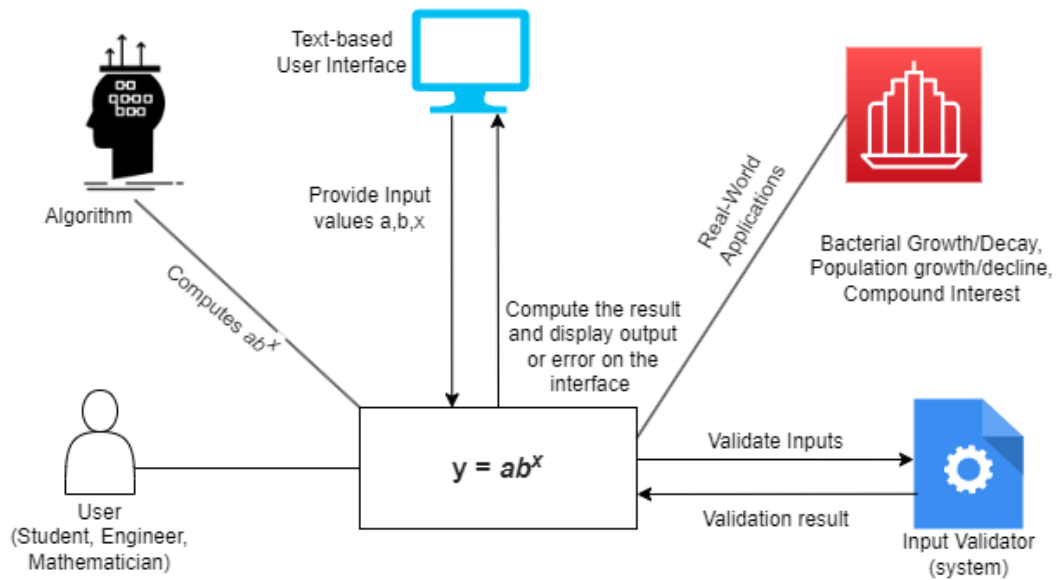 Text-based
User Interface
Algorithm
Provide Input
values a,b,x
Real-World
Applications
Bacterial Growth/Decay,
Population growth/decline,
Compound Interest
Computes ab^x
Compute the result
and display output
or error on the
interface
y = ab^x
Validate Inputs
Validation result
User
(Student, Engineer,
Mathematician)
Input Validator
(system)